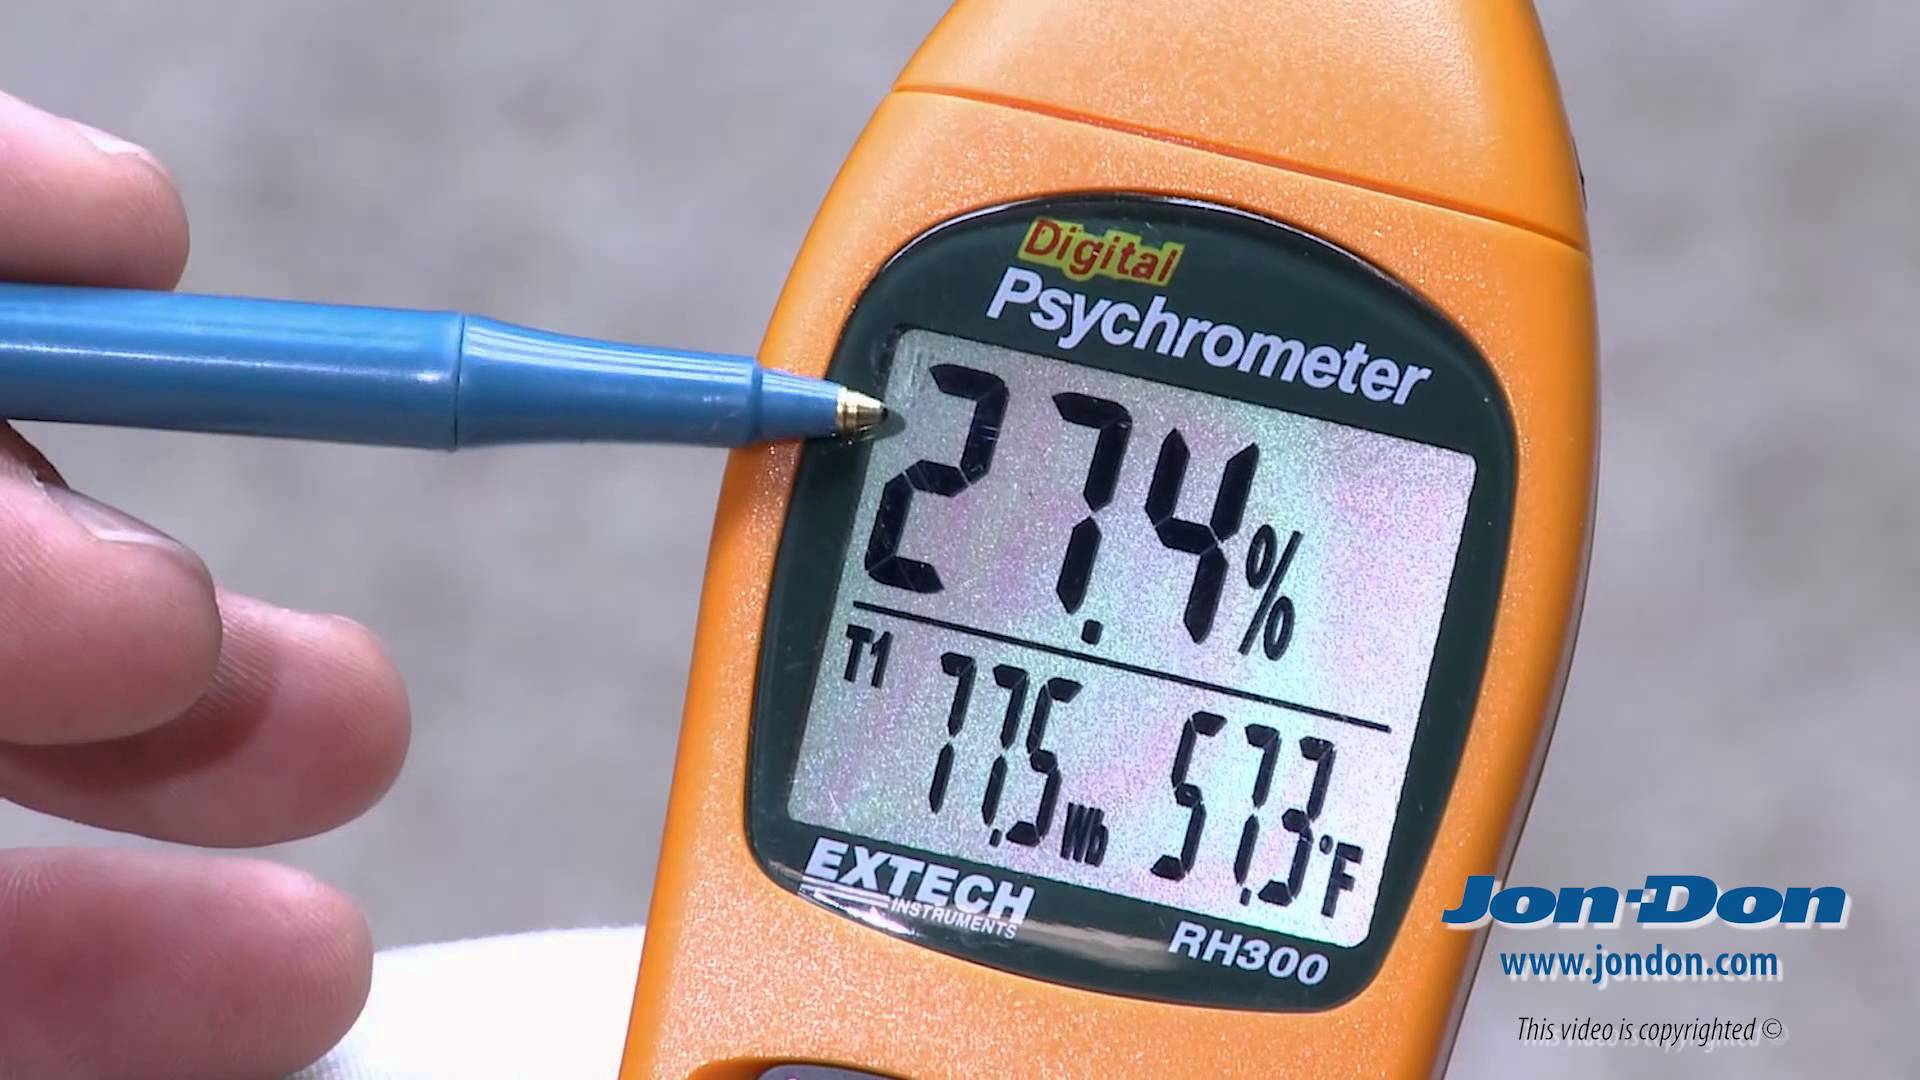 Digital
Psychrometer
27.4%
T1
77.5 Wb 57.3°F
EXTECH
INSTRUMENTS
RH300
Jon-Don
www.jondon.com
This video is copyrighted ©